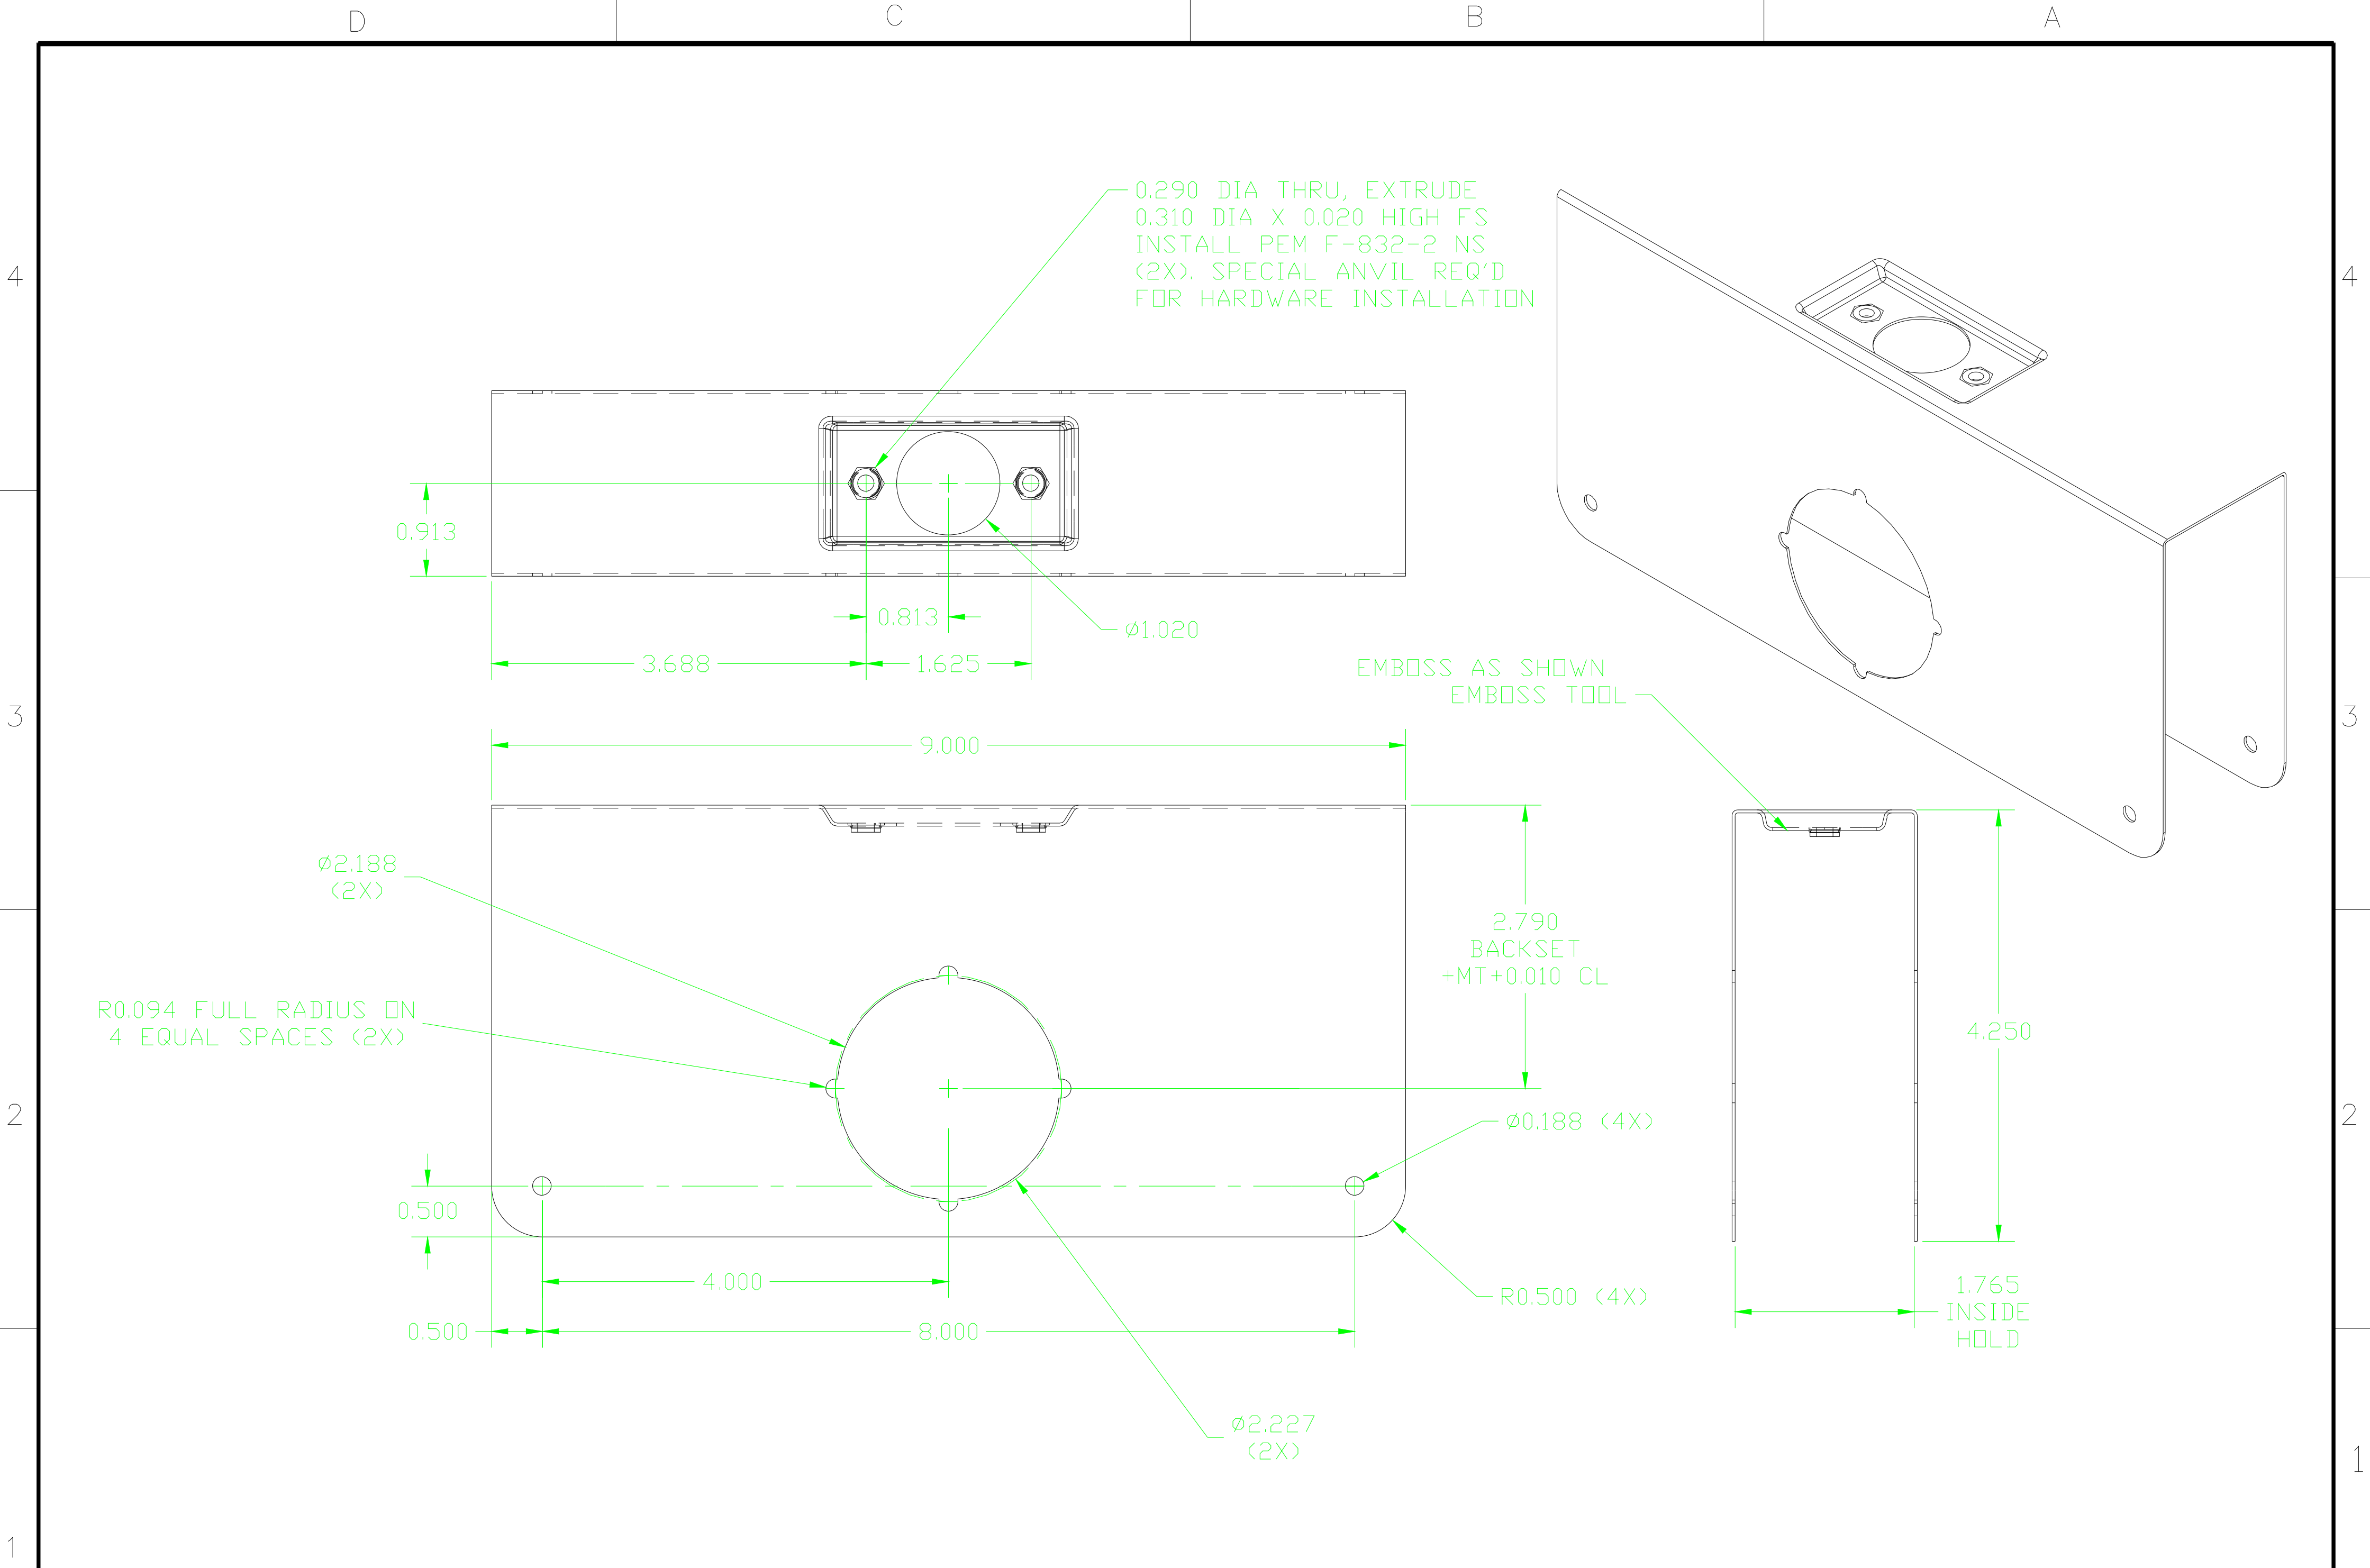 D
C
B
A
0.290 DIA THRU, EXTRUDE
0.310 DIA X 0.020 HIGH FS
INSTALL PEM F-832-2 NS
(2X). SPECIAL ANVIL REQ'D
FOR HARDWARE INSTALLATION
4
4
0.913
0.813
ø1.020
3.688
1.625
EMBOSS AS SHOWN
EMBOSS TOOL
3
3
9.000
ø2.188
(2X)
2.790
BACKSET
+MT+0.010 CL
R0.094 FULL RADIUS ON
4 EQUAL SPACES (2X)
4.250
2
2
ø0.188 (4X)
0.500
4.000
R0.500 (4X)
1.765
INSIDE
HOLD
0.500
8.000
ø2.227
(2X)
1
1